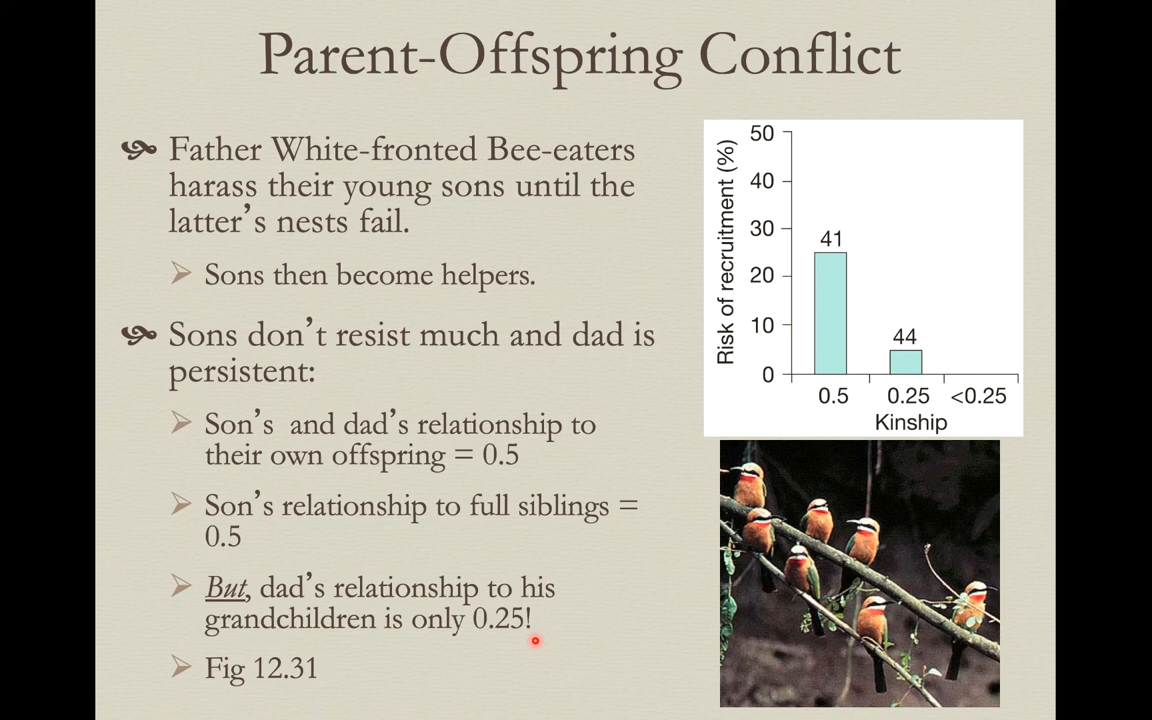 Parent-Offspring Conflict
Father White-fronted Bee-eaters
harass their young sons until the
latter's nests fail.
Sons then become helpers.
Sons don't resist much and dad is
persistent:
Son's and dad's relationship to
their own offspring = 0.5
Son's relationship to full siblings =
0.5
But, dad's relationship to his
grandchildren is only 0.25!
Fig 12.31
Risk of recruitment (%)
50
40
30
20
10
0
41
44
0.5 0.25 <0.25
Kinship